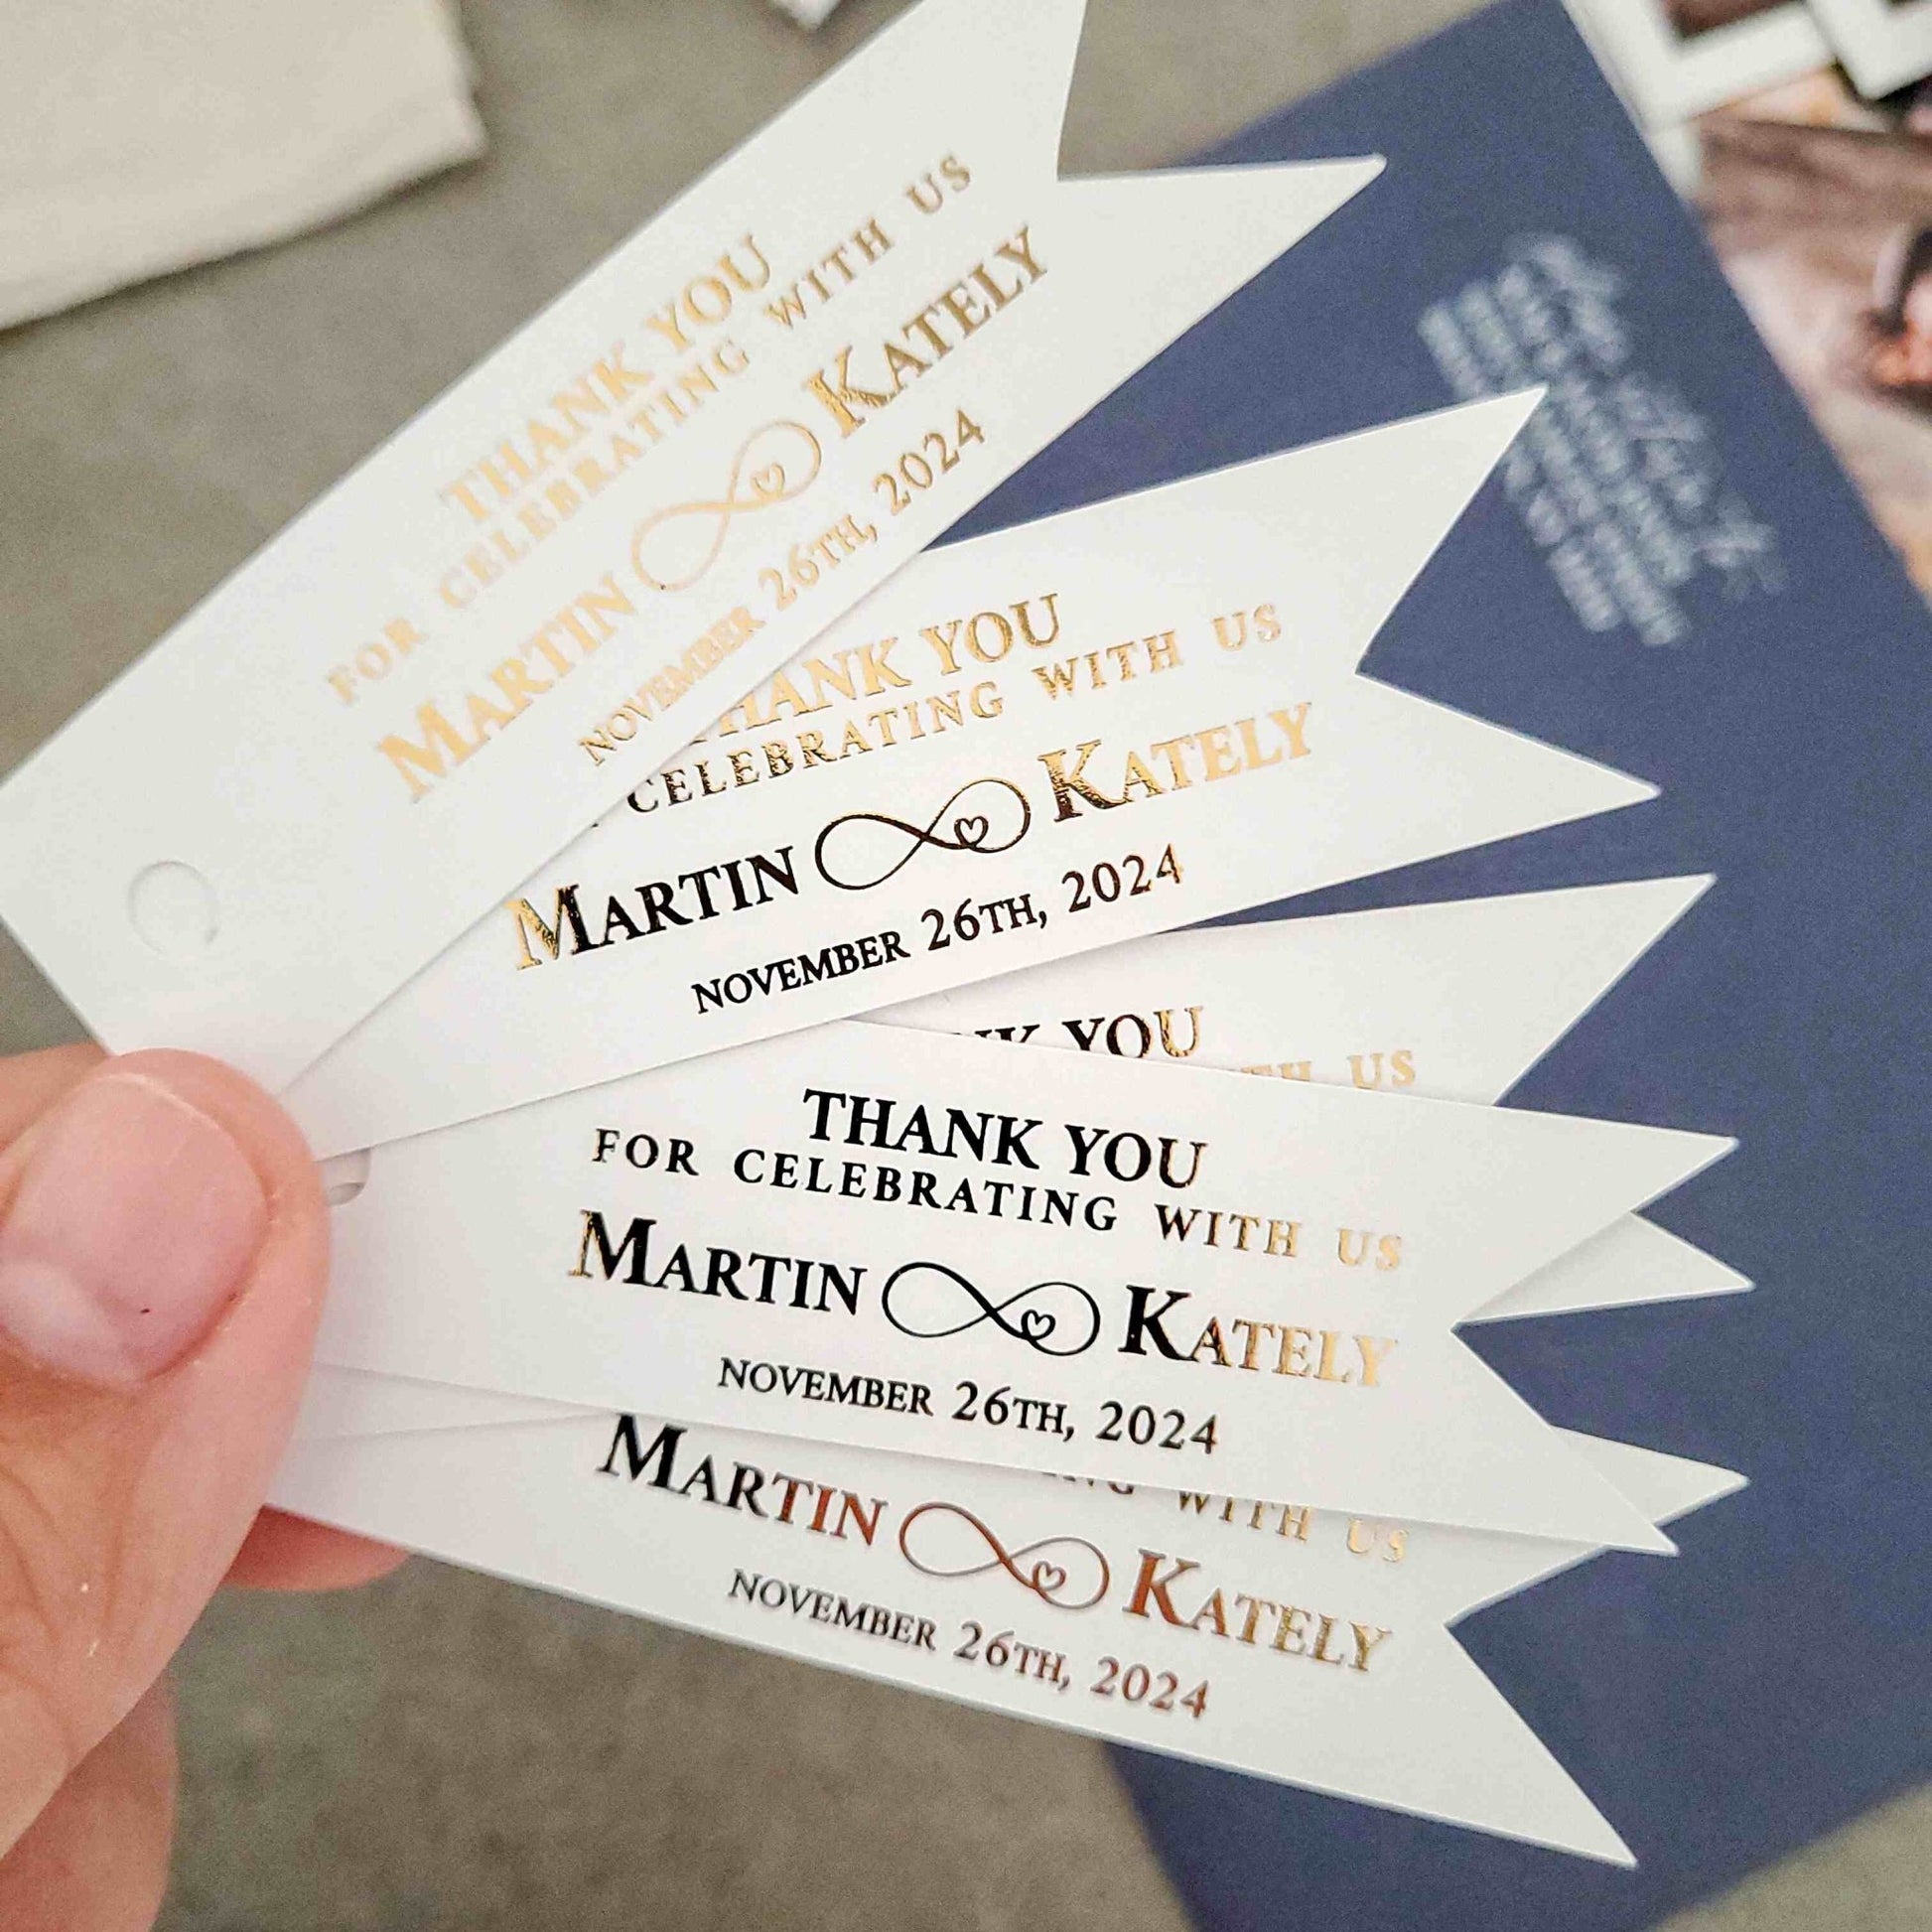 THANK YOU
FOR CELEBRATING WITH US
MARTIN KATELY
NOVEMBER 26TH, 2024
THANK YOU
CELEBRATING WITH US
MARTIN KATELY
NOVEMBER 26TH, 2024
YOU
US
THANK YOU
FOR CELEBRATING WITH US
MARTIN KATELY
NOVEMBER 26TH, 2024
WITH US
MARTIN KATELY
NOVEMBER 26TH, 2024